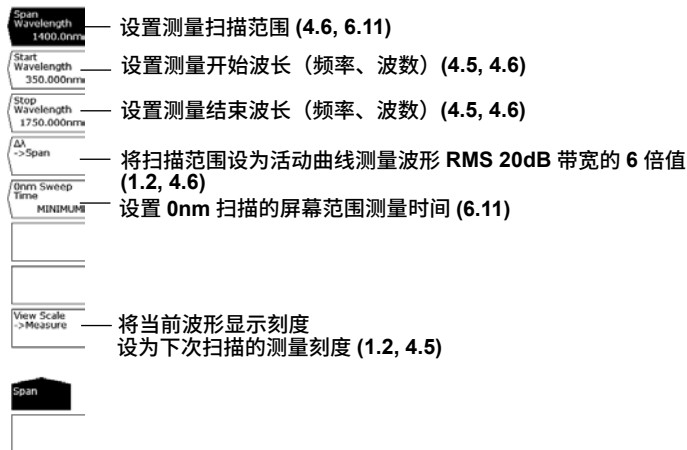 Span
Wavelength
1400.0nm
设置测量扫描范围 (4.6, 6.11)
Start
Wavelength
350.000nm
设置测量开始波长（频率、波数）(4.5, 4.6)
Stop
Wavelength
1750.000nm
设置测量结束波长（频率、波数）(4.5, 4.6)
Δλ
->Span
将扫描范围设为活动曲线测量波形 RMS 20dB 带宽的 6 倍值
(1.2, 4.6)
0nm Sweep
Time
MINIMUM
设置 0nm 扫描的屏幕范围测量时间 (6.11)
View Scale
->Measure
将当前波形显示刻度
设为下次扫描的测量刻度 (1.2, 4.5)
Span